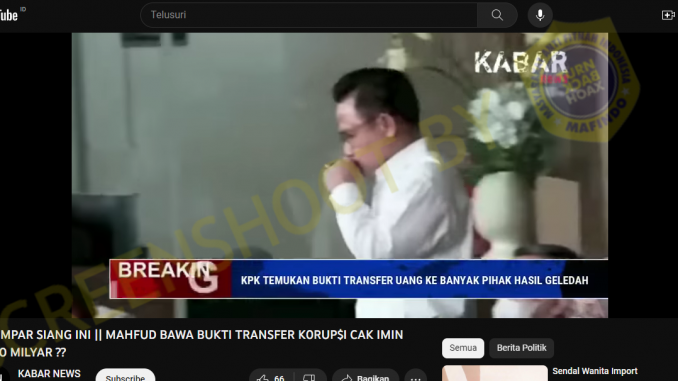 Tube ID
Telusuri
KABAR
TURN
BACK
HOAX
MAFINDO
SCREENSHOOT BY
BREAKIN
G
KPK TEMUKAN BUKTI TRANSFER UANG KE BANYAK PIHAK HASIL GELEDAH
MPAR SIANG INI || MAHFUD BAWA BUKTI TRANSFER K0RUP$I CAK IMIN
0 MILYAR ??
KABAR NEWS
Subscribe
66
Bagikan
Semua
Berita Politik
Sendal Wanita Import